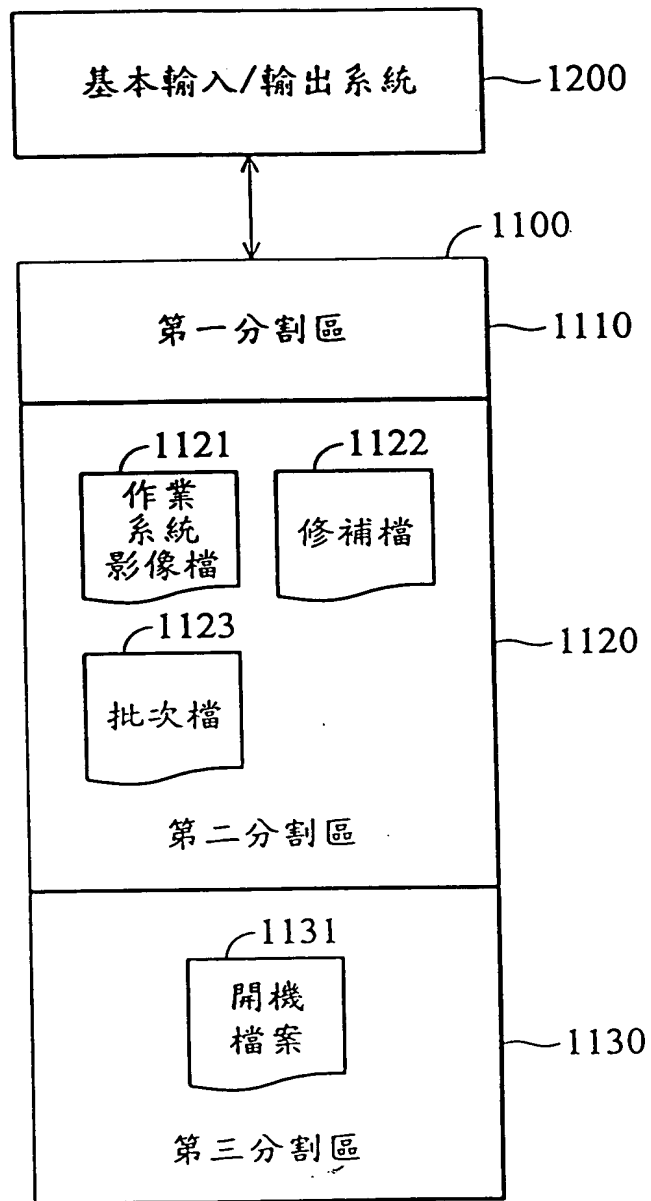 基本輸入/輸出系統
1200
1100
第一分割區
1110
1121
作業
系統
影像檔
1122
修補檔
1123
批次檔
1120
第二分割區
1131
開機
檔案
1130
第三分割區